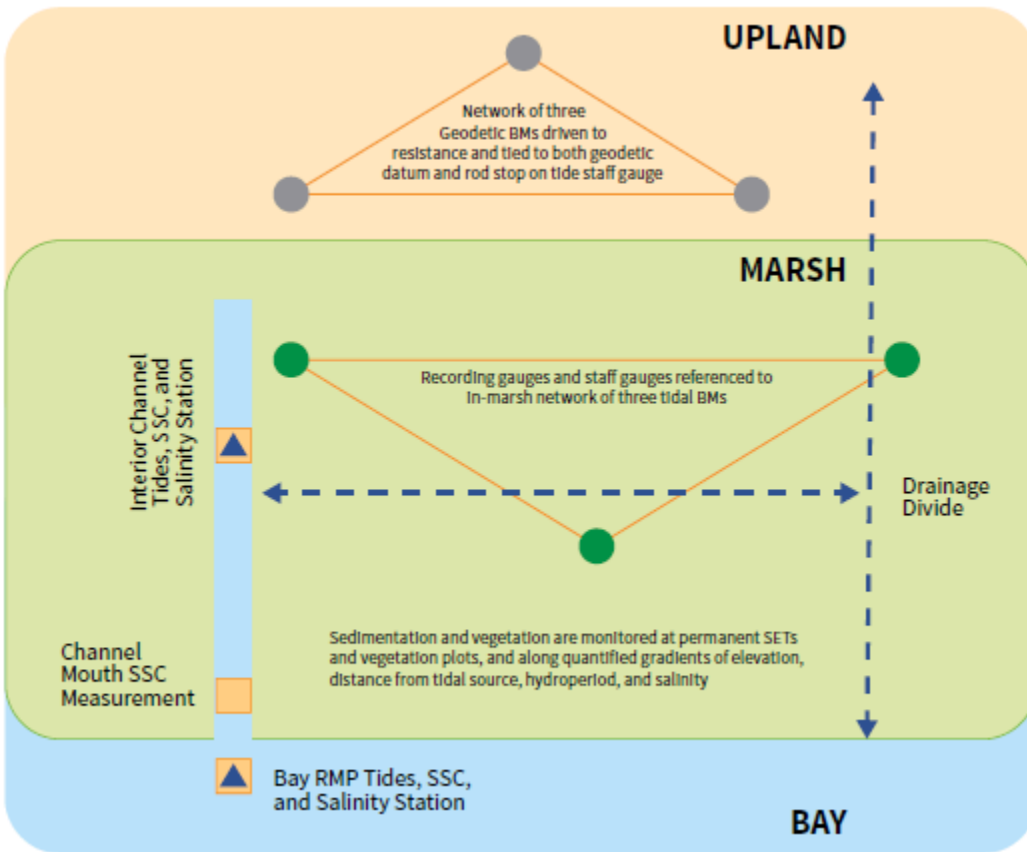 UPLAND
Network of three
Geodetic BMs driven to
resistance and tied to both geodetic
datum and rod stop on tide staff gauge
MARSH
Interior Channel
Tides, SSC, and
Salinity Station
Recording gauges and staff gauges referenced to
in-marsh network of three tidal BMs
Drainage
Divide
Sedimentation and vegetation are monitored at permanent SETs
and vegetation plots, and along quantified gradients of elevation,
distance from tidal source, hydroperiod, and salinity
Channel
Mouth SSC
Measurement
Bay RMP Tides, SSC,
and Salinity Station
BAY